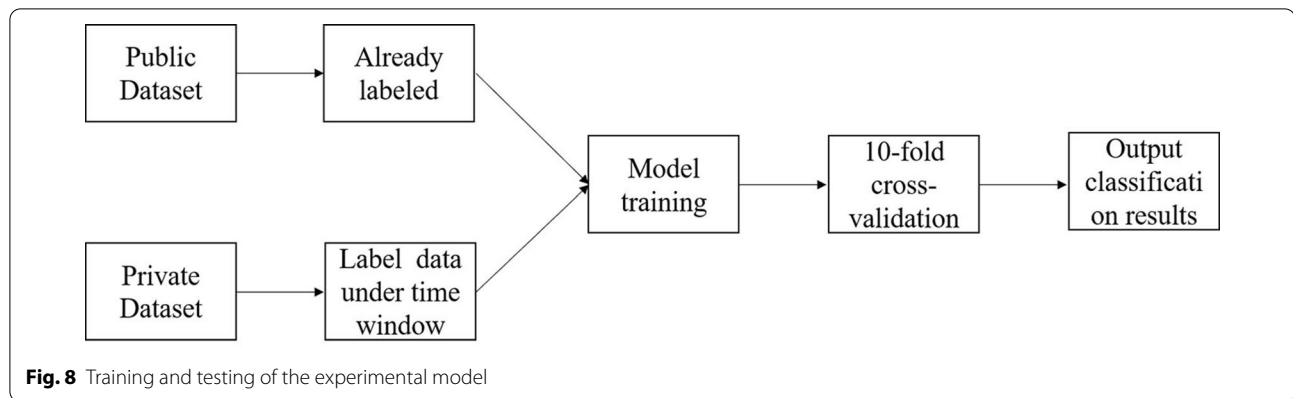 Public
Dataset
Already
labeled
Model
training
10-fold
cross-
validation
Output
classificati
on results
Private
Dataset
Label data
under time
window
Fig. 8 Training and testing of the experimental model